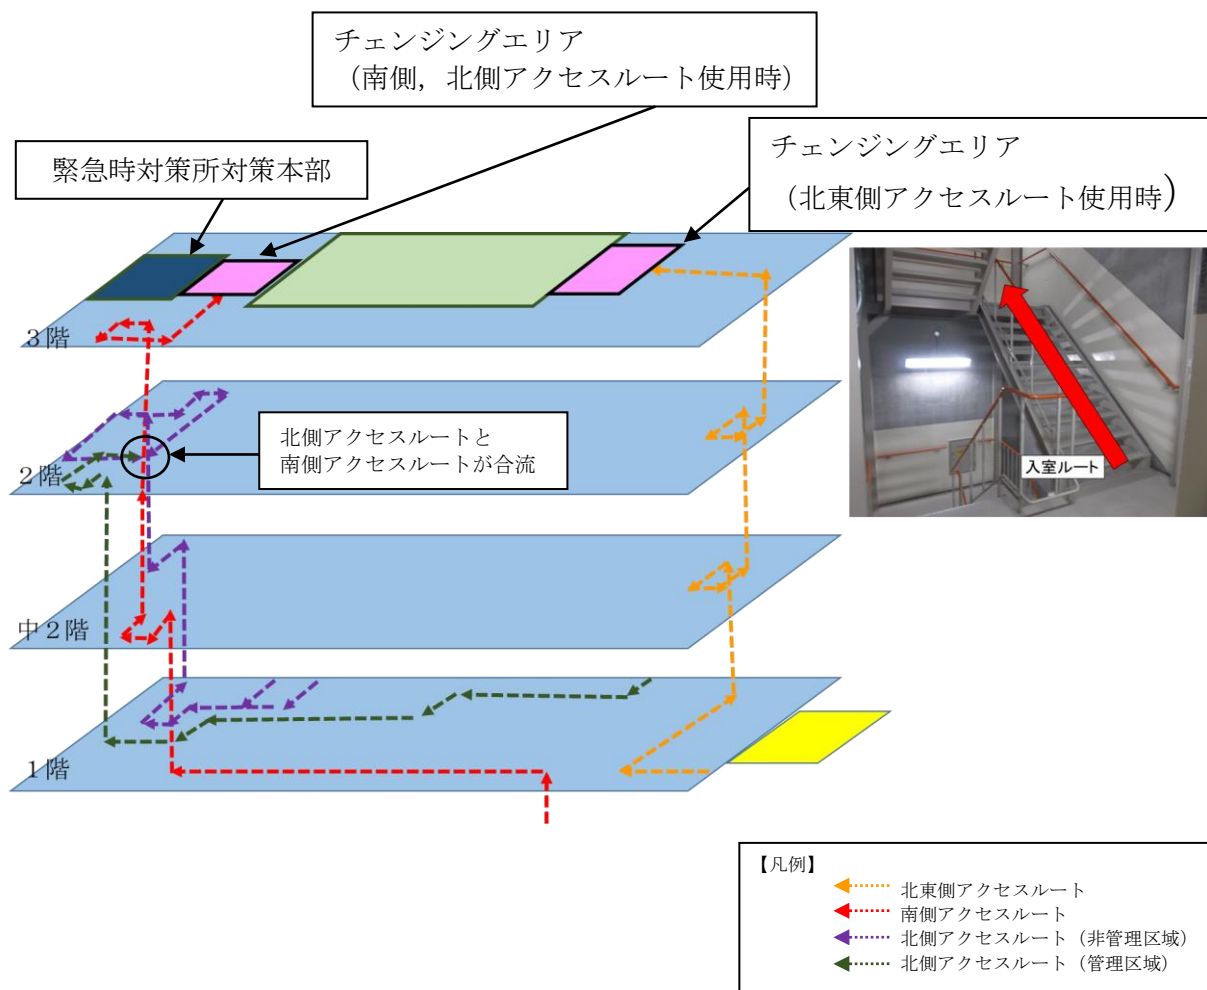 チェンジングエリア
（南側，北側アクセスルート使用時）
チェンジングエリア
（北東側アクセスルート使用時）
緊急時対策所対策本部
３階
北側アクセスルートと
南側アクセスルートが合流
２階
入室ルート
中２階
１階
【凡例】
北東側アクセスルート
南側アクセスルート
北側アクセスルート（非管理区域）
北側アクセスルート（管理区域）